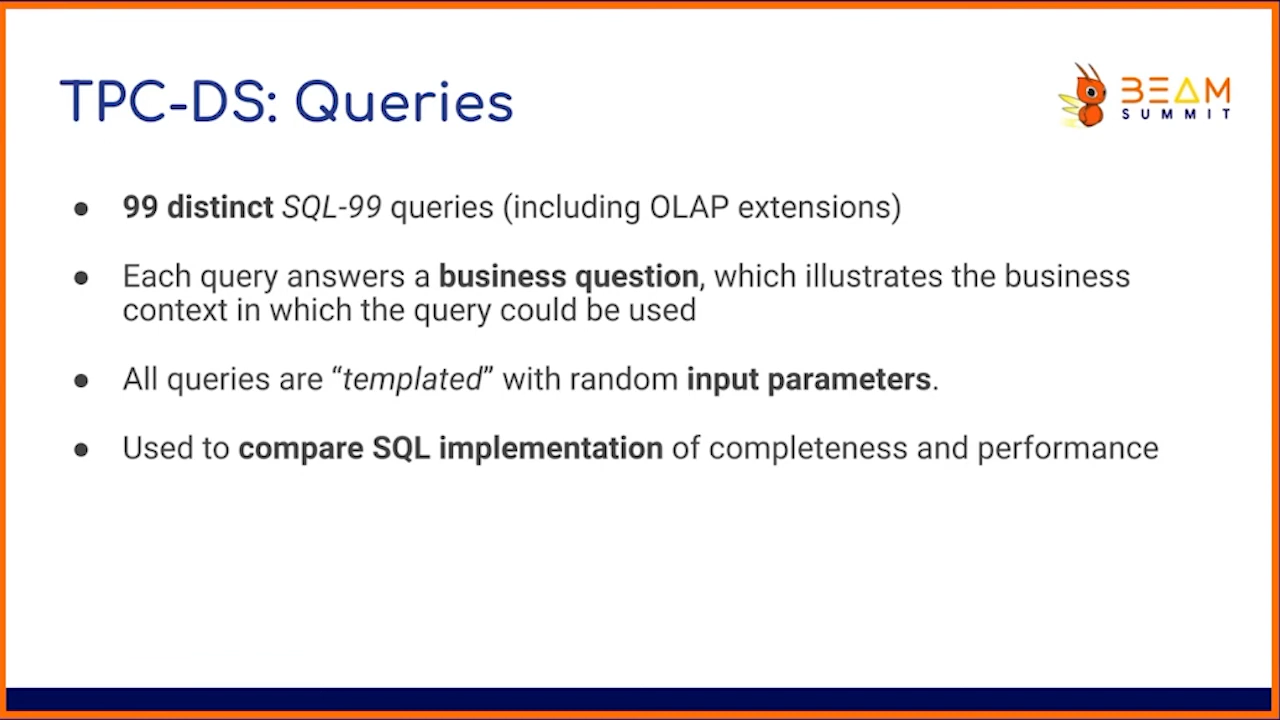 TPC-DS: Queries
BEAM
SUMMIT
● 99 distinct SQL-99 queries (including OLAP extensions)
● Each query answers a business question, which illustrates the business
context in which the query could be used
● All queries are “templated” with random input parameters.
● Used to compare SQL implementation of completeness and performance